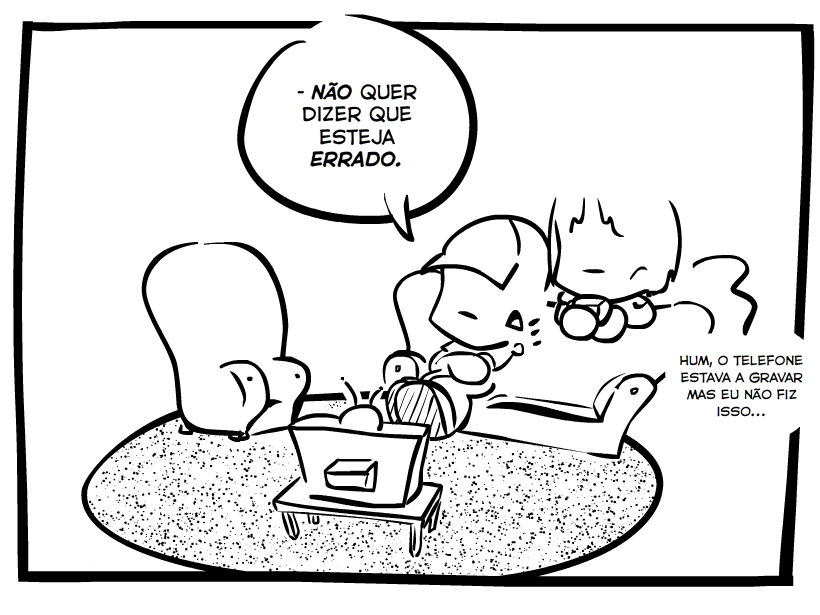 - NÃO QUER
DIZER QUE
ESTEJA
ERRADO.
HUM, O TELEFONE
ESTAVA A GRAVAR
MAS EU NÃO FIZ
ISSO...